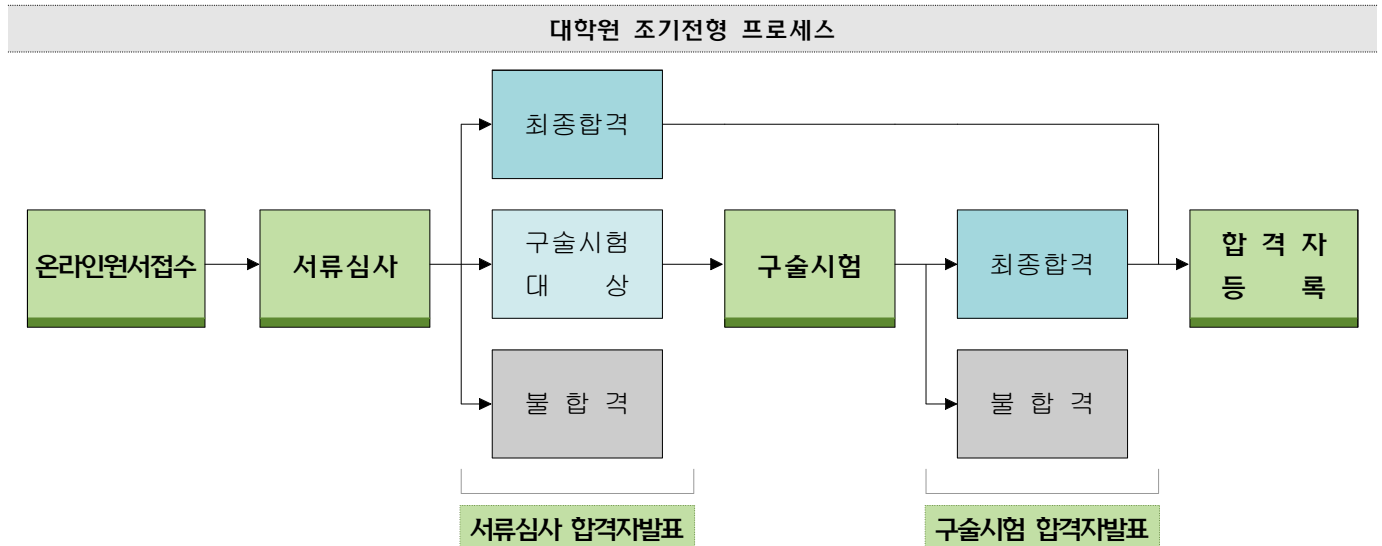 대학원 조기전형 프로세스
최종합격
온라인원서접수
서류심사
구술시험
대 상
구술시험
최종합격
합 격 자
등 록
불 합 격
불 합 격
서류심사 합격자발표
구술시험 합격자발표